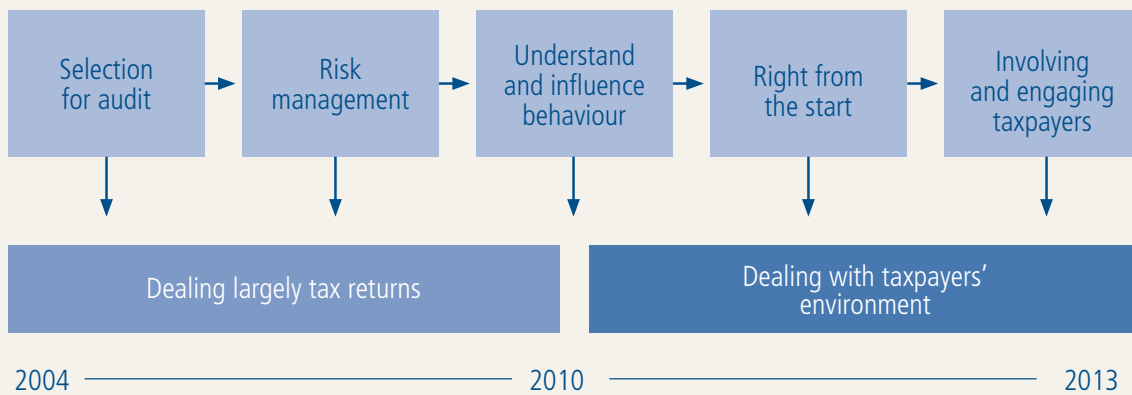 Selection
for audit
Risk
management
Understand
and influence
behaviour
Right from
the start
Involving
and engaging
taxpayers
Dealing largely tax returns
Dealing with taxpayers’
environment
2004
2010
2013